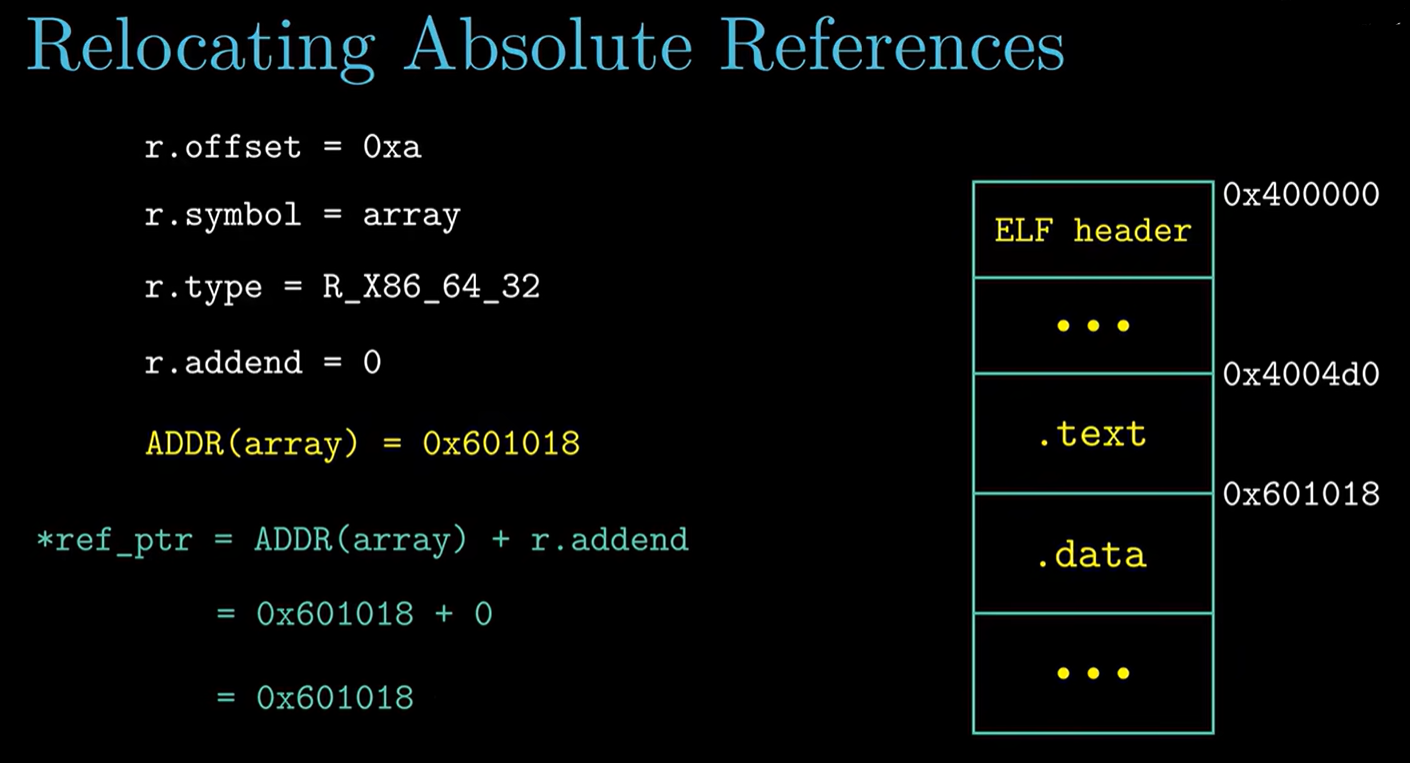 Relocating Absolute References
r.offset = 0xa
r.symbol = array
r.type = R_X86_64_32
r.addend = 0
ADDR(array) = 0x601018
*ref_ptr = ADDR(array) + r.addend
= 0x601018 + 0
= 0x601018
0x400000
ELF header
•••
0x4004d0
.text
0x601018
.data
•••